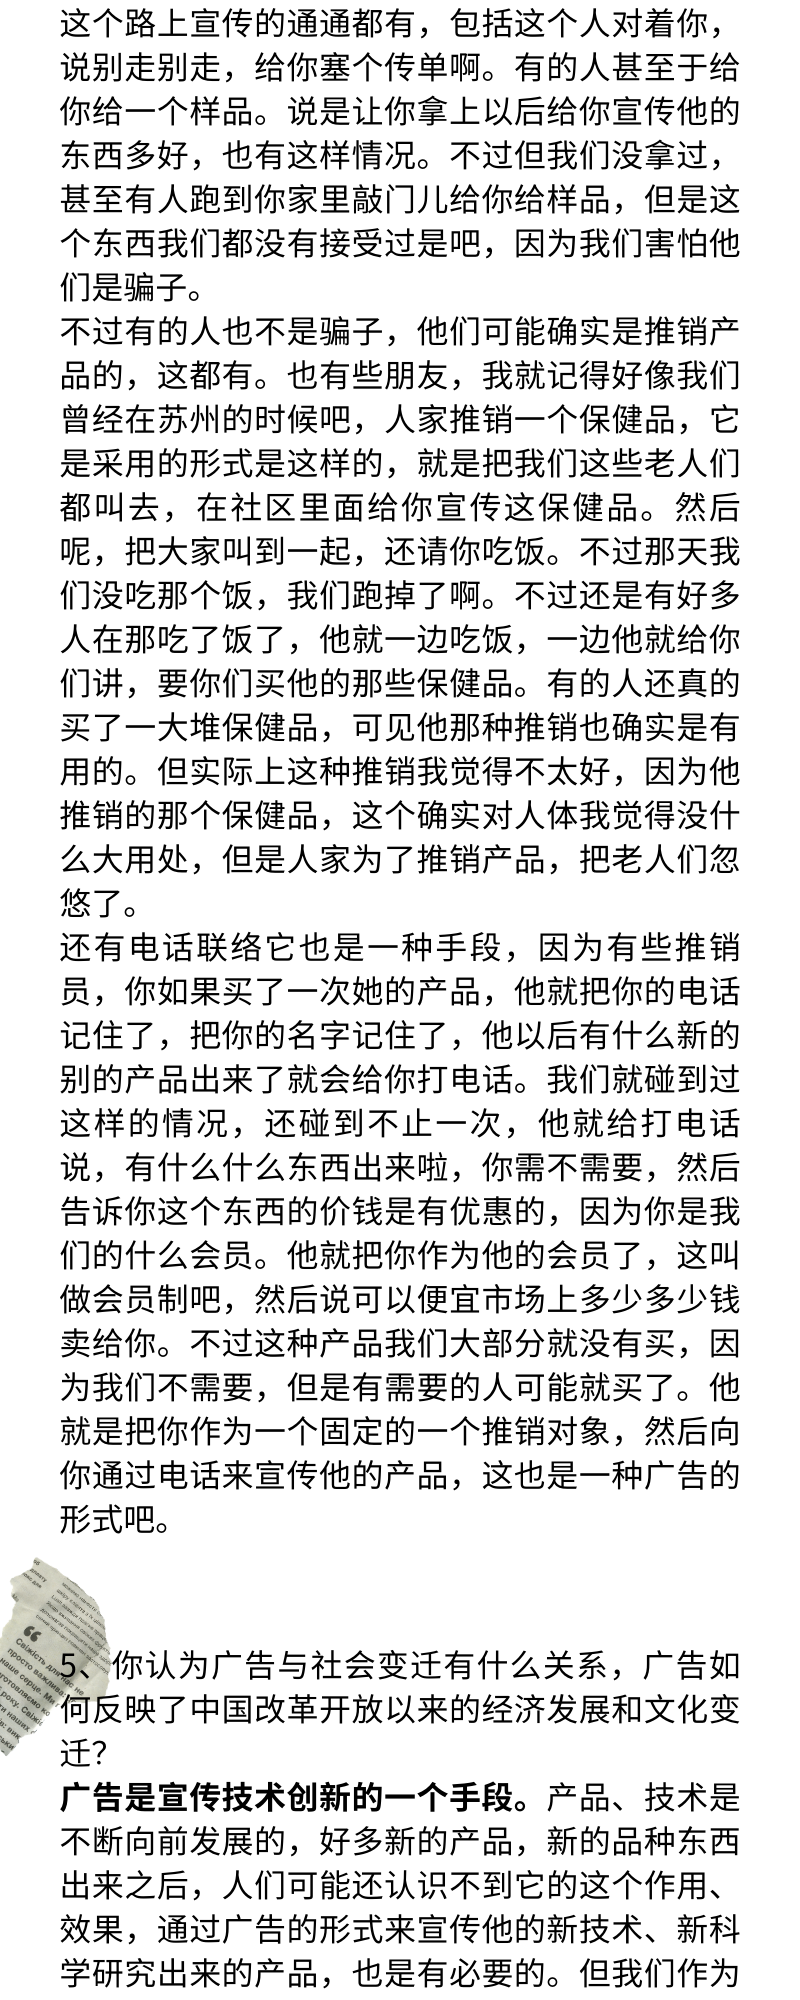 这个路上宣传的通通都有，包括这个人对着你，
说别走别走，给你塞个传单啊。有的人甚至于给
你给一个样品。说是让你拿上以后给你宣传他的
东西多好，也有这样情况。不过但我们没拿过，
甚至有人跑到你家里敲门儿给你给样品，但是这
个东西我们都没有接受过是吧，因为我们害怕他
们是骗子。
不过有的人也不是骗子，他们可能确实是推销产
品的，这都有。也有些朋友，我就记得好像我们
曾经在苏州的时候吧，人家推销一个保健品，它
是采用的形式是这样的，就是把我们这些老人们
都叫去，在社区里面给你宣传这保健品。然后
呢，把大家叫到一起，还请你吃饭。不过那天我
们没吃那个饭，我们跑掉了啊。不过还是有好多
人在那吃了饭了，他就一边吃饭，一边他就给你
们讲，要你们买他的那些保健品。有的人还真的
买了一大堆保健品，可见他那种推销也确实是有
用的。但实际上这种推销我觉得不太好，因为他
推销的那个保健品，这个确实对人体我觉得没什
么大用处，但是人家为了推销产品，把老人们忽
悠了。
还有电话联络它也是一种手段，因为有些推销
员，你如果买了一次她的产品，他就把你的电话
记住了，把你的名字记住了，他以后有什么新的
别的产品出来了就会给你打电话。我们就碰到过
这样的情况，还碰到不止一次，他就给打电话
说，有什么什么东西出来啦，你需不需要，然后
告诉你这个东西的价钱是有优惠的，因为你是我
们的什么会员。他就把你作为他的会员了，这叫
做会员制吧，然后说可以便宜市场上多少多少钱
卖给你。不过这种产品我们大部分就没有买，因
为我们不需要，但是有需要的人可能就买了。他
就是把你作为一个固定的一个推销对象，然后向
你通过电话来宣传他的产品，这也是一种广告的
形式吧。
5、你认为广告与社会变迁有什么关系，广告如
何反映了中国改革开放以来的经济发展和文化变
迁？
广告是宣传技术创新的一个手段。产品、技术是
不断向前发展的，好多新的产品，新的品种东西
出来之后，人们可能还认识不到它的这个作用、
效果，通过广告的形式来宣传他的新技术、新科
学研究出来的产品，也是有必要的。但我们作为